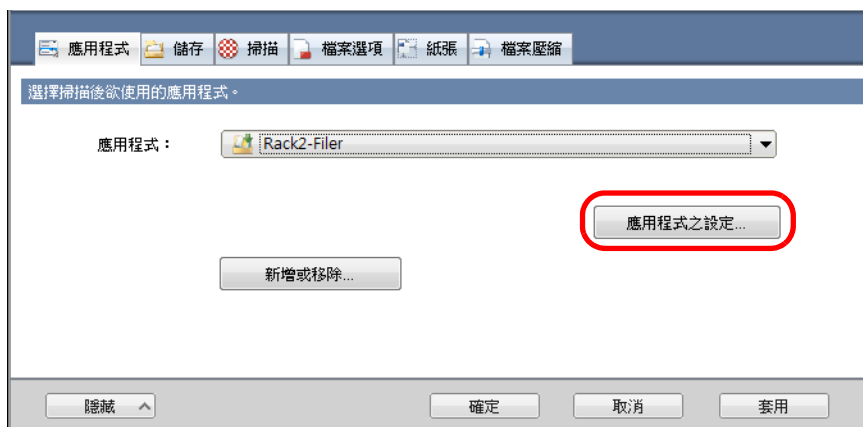 應用程式 儲存 掃描 檔案選項 紙張 檔案壓縮
選擇掃描後欲使用的應用程式。
應用程式： Rack2-Filer
應用程式之設定...
新增或移除...
隱藏 確定 取消 套用